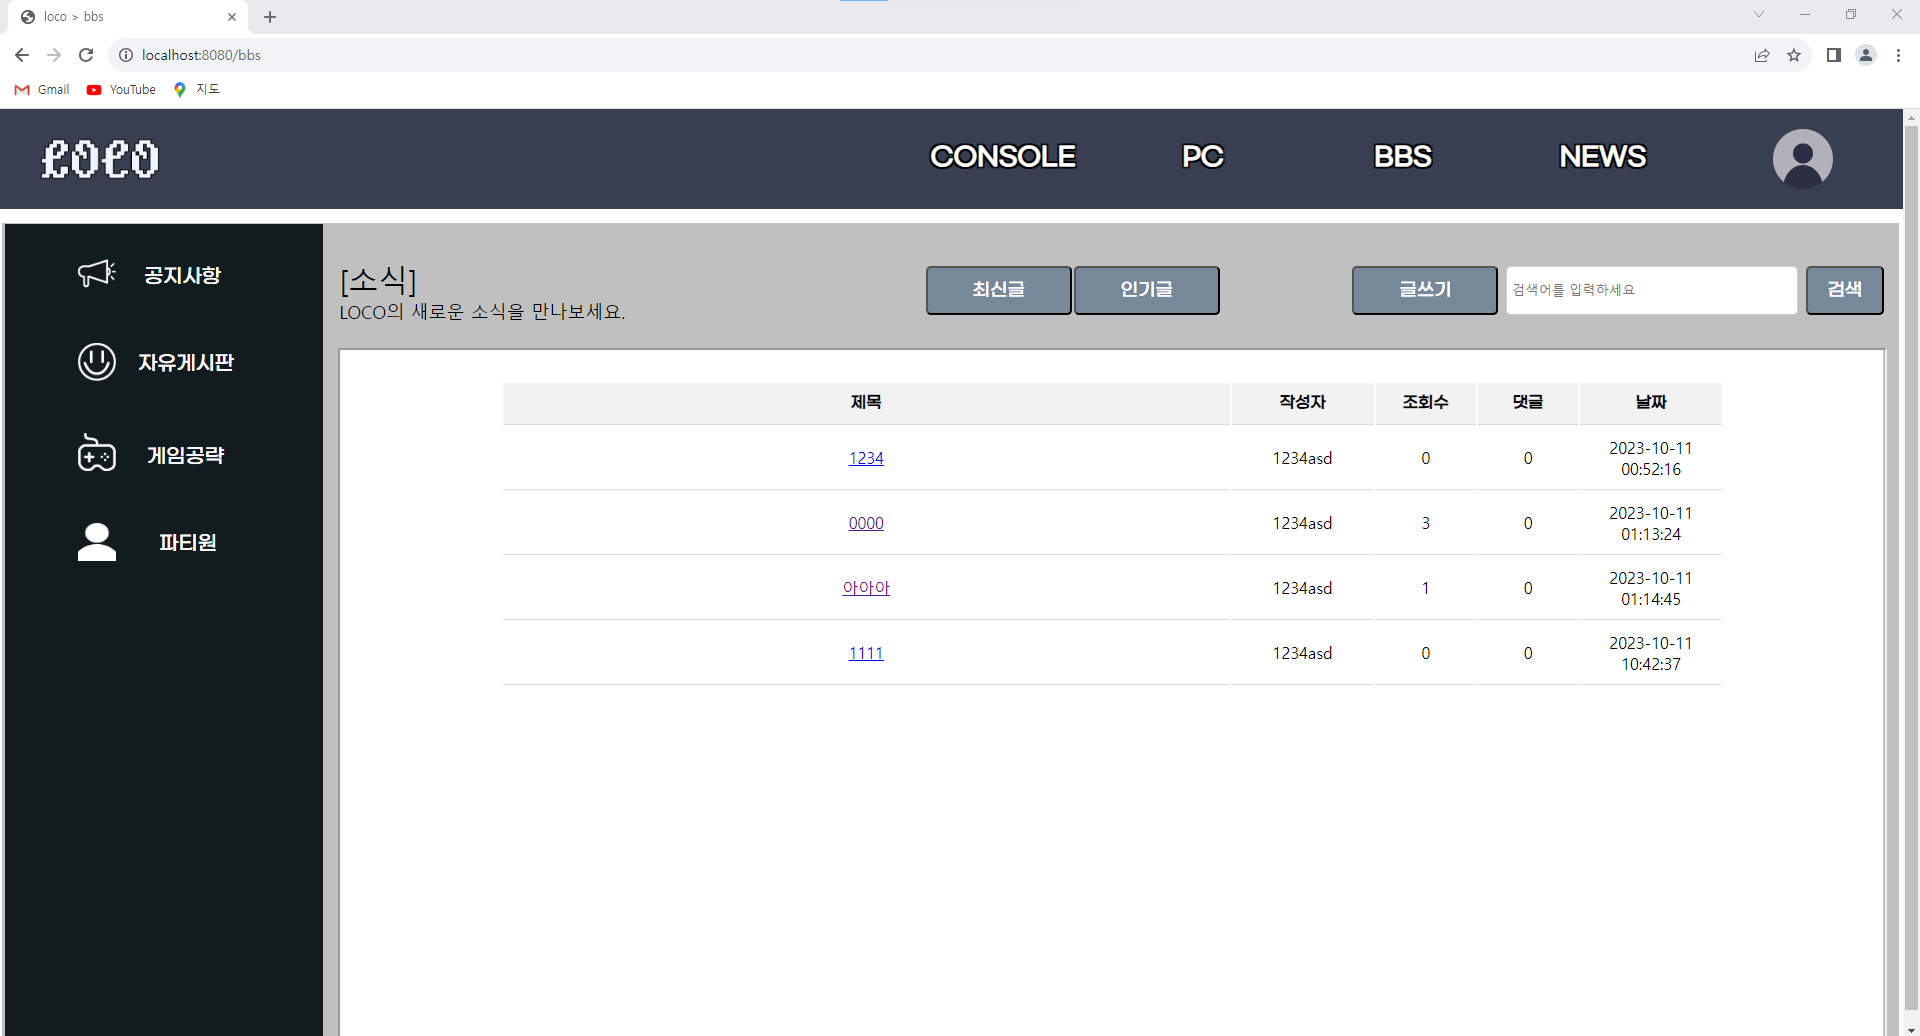 loco > bbs
localhost:8080/bbs
Gmail YouTube 지도
LOCO CONSOLE PC BBS NEWS
공지사항
자유게시판
게임공략
파티원
[소식]
LOCO의 새로운 소식을 만나보세요.
최신글 인기글 글쓰기 검색어를 입력하세요 검색
제목 작성자 조회수 댓글 날짜
1234 1234asd 0 0 2023-10-11
00:52:16
0000 1234asd 3 0 2023-10-11
01:13:24
아아아 1234asd 1 0 2023-10-11
01:14:45
1111 1234asd 0 0 2023-10-11
10:42:37